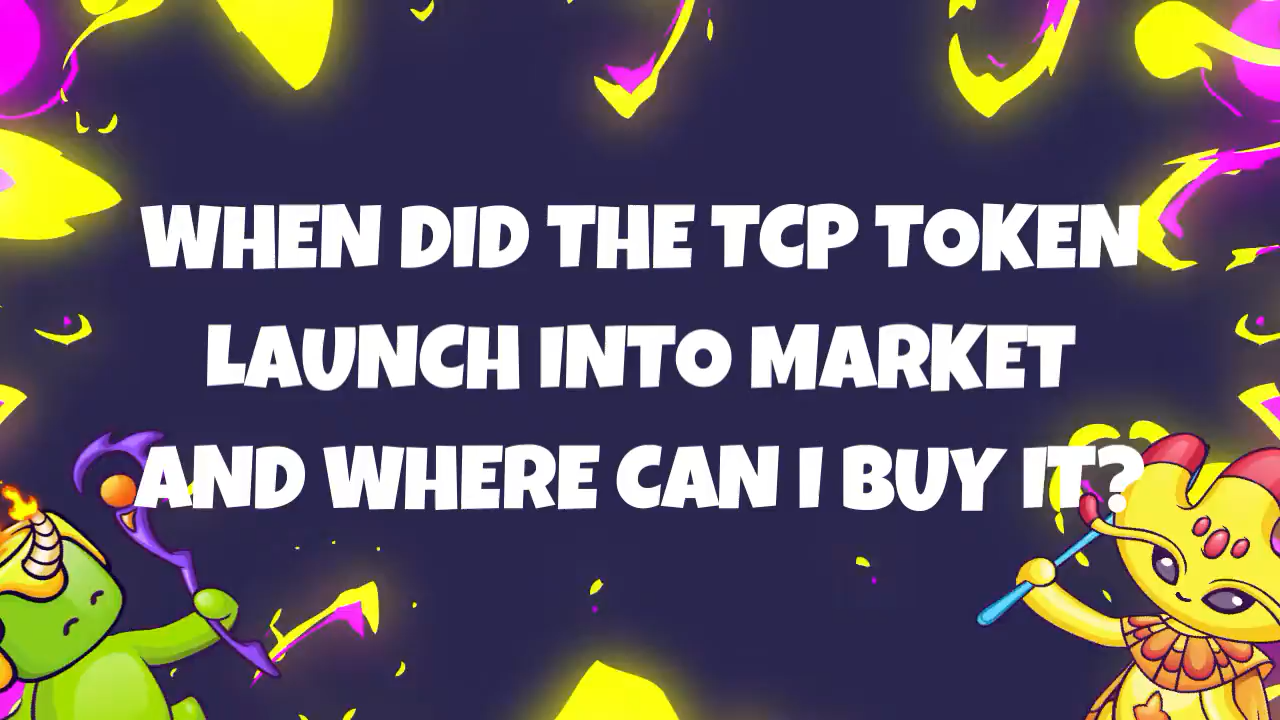 WHEN DID THE TCP TOKEN
LAUNCH INTO MARKET
AND WHERE CAN I BUY IT?